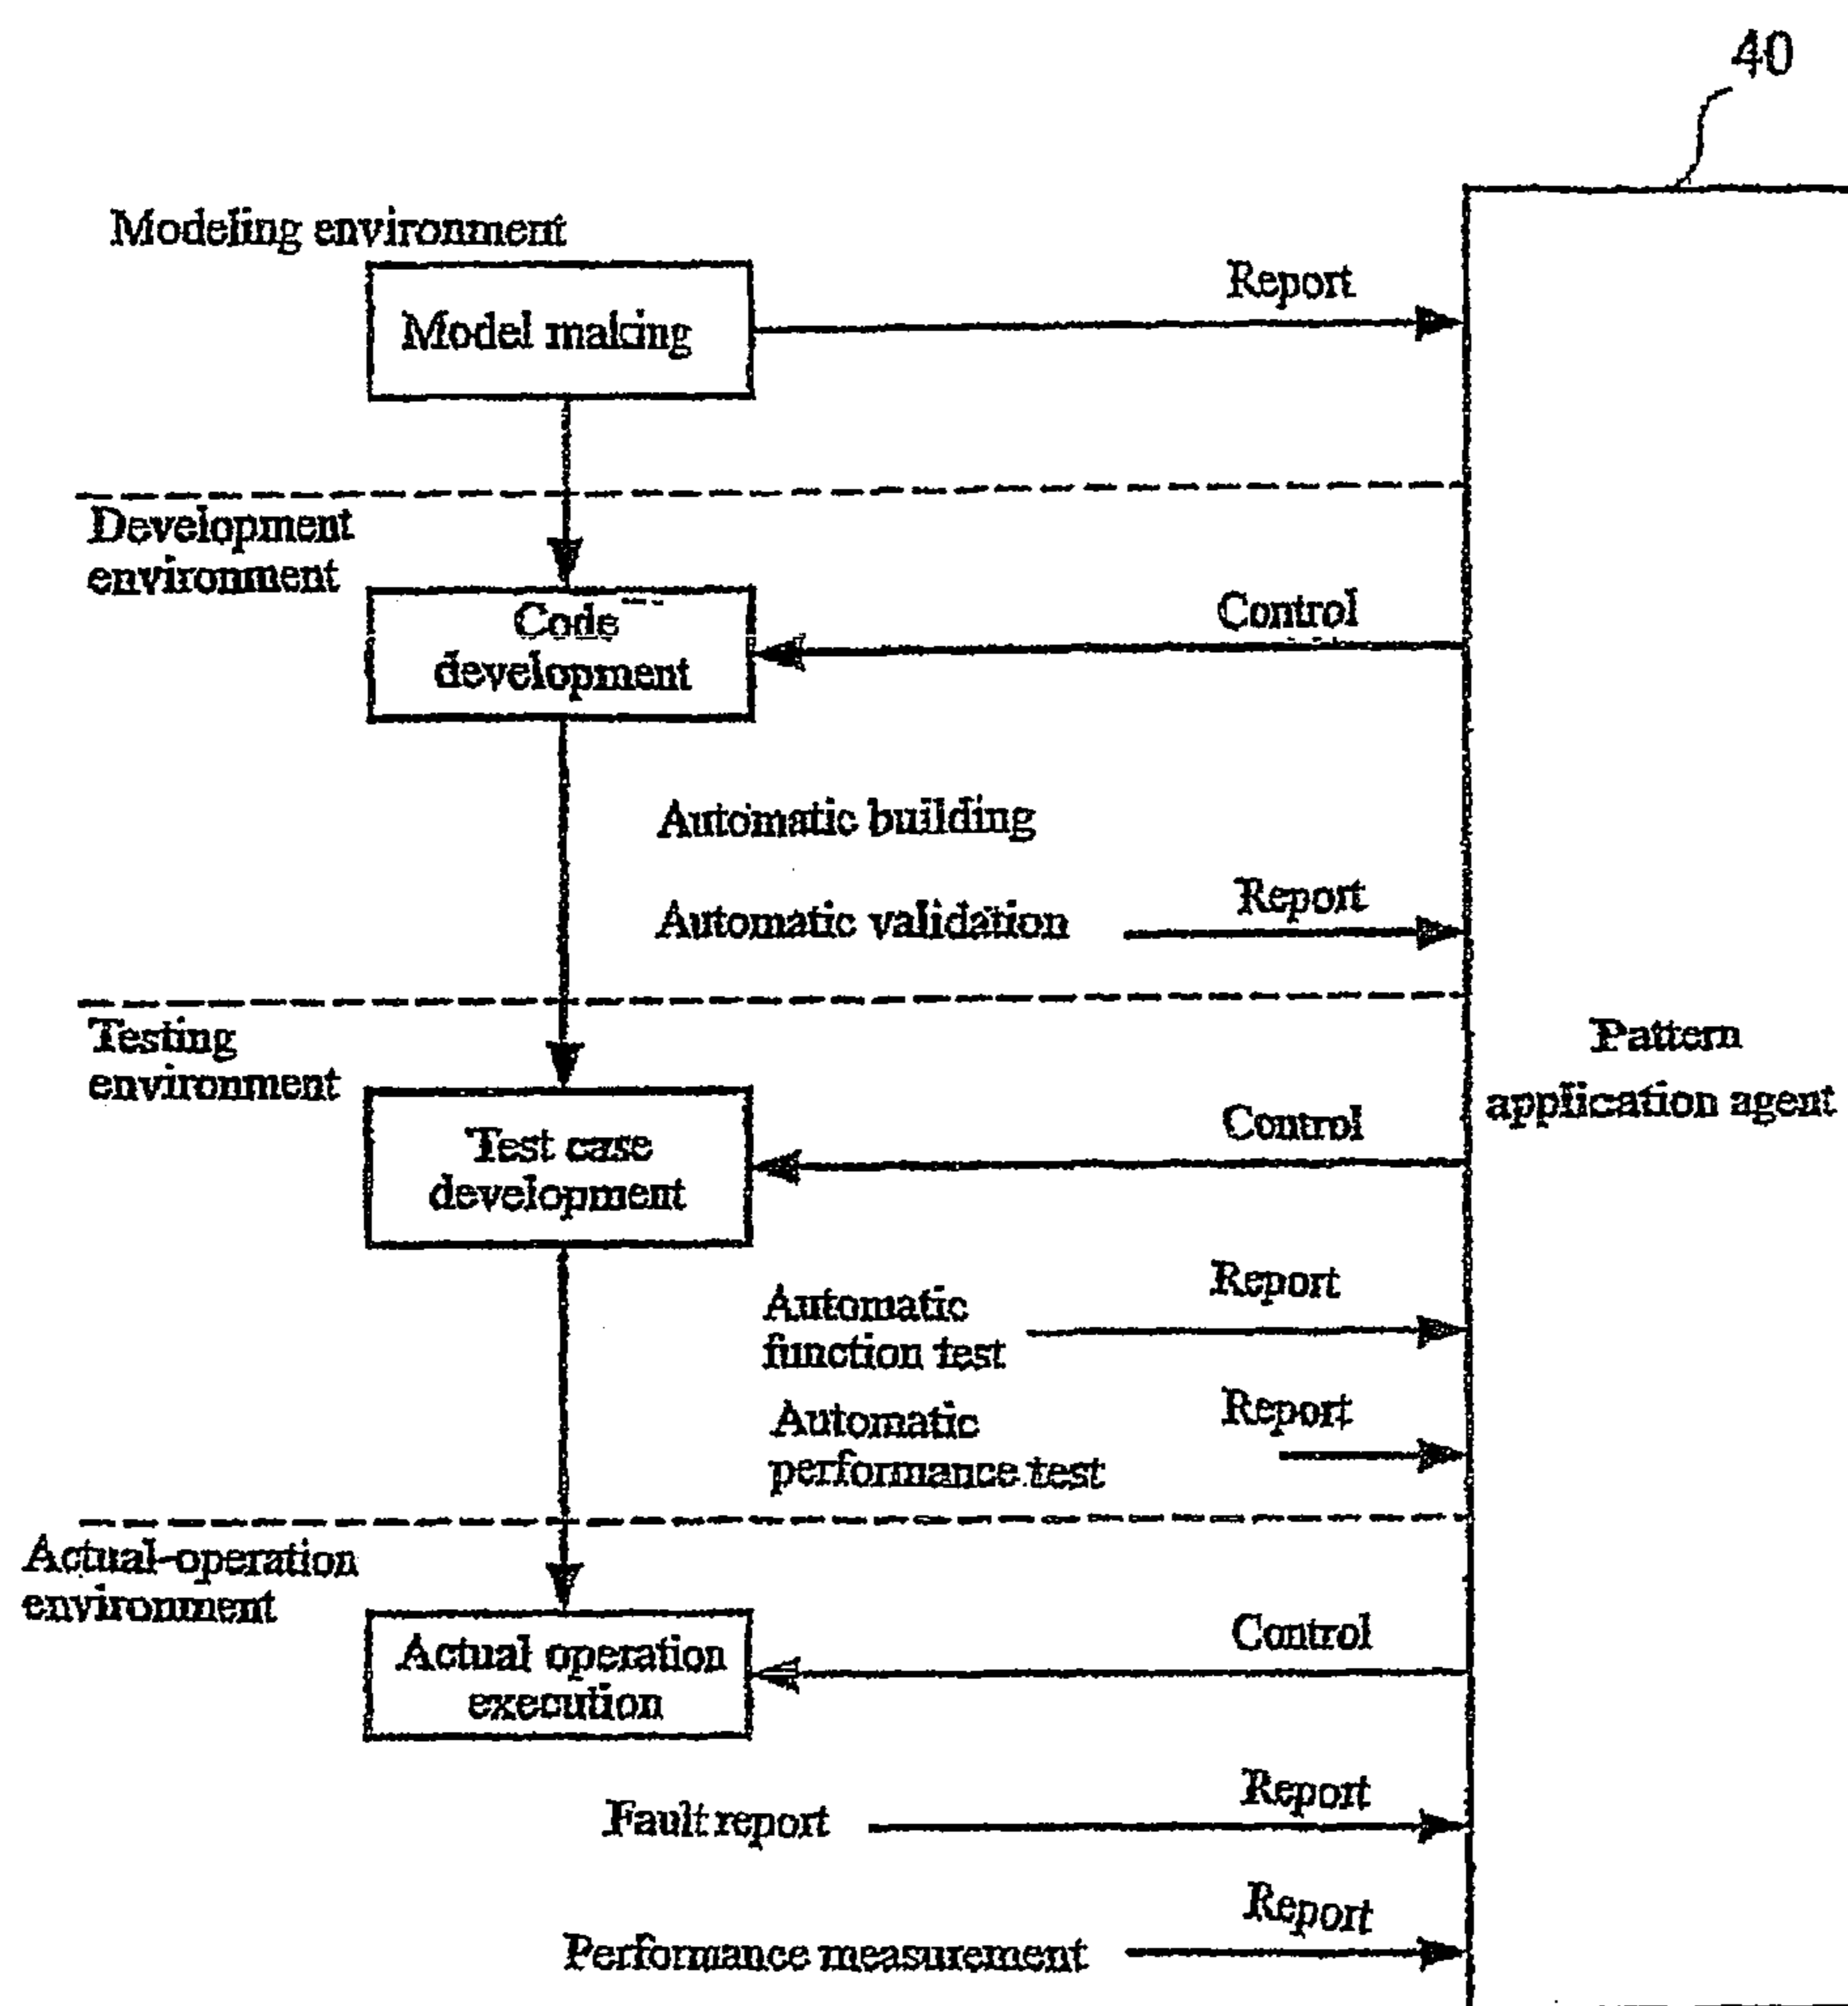 40
Modeling environment
Model making
Report
Development
environment
Code
development
Control
Automatic building
Automatic validation
Report
Testing
environment
Test case
development
Control
Pattern
application agent
Automatic
function test
Report
Automatic
performance test
Report
Actual-operation
environment
Actual operation
execution
Control
Fault report
Report
Performance measurement
Report